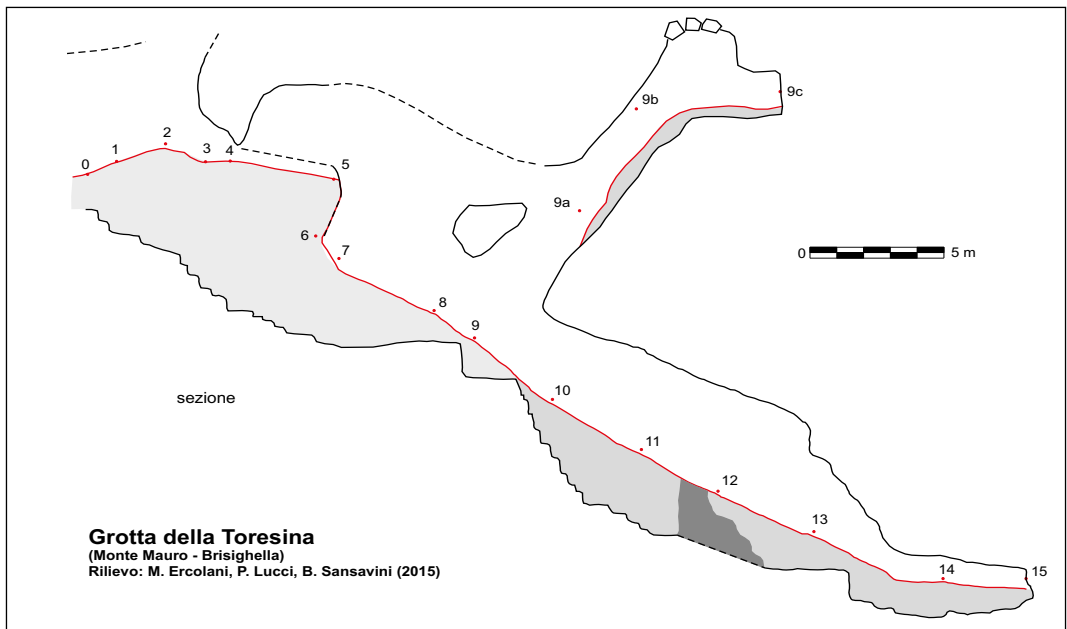 9b
9c
2
1
3
4
0
5
9a
6
7
0
5 m
8
9
sezione
10
11
12
13
Grotta della Toresina
(Monte Mauro - Brisighella)
Rilievo: M. Ercolani, P. Lucci, B. Sansavini (2015)
14
15